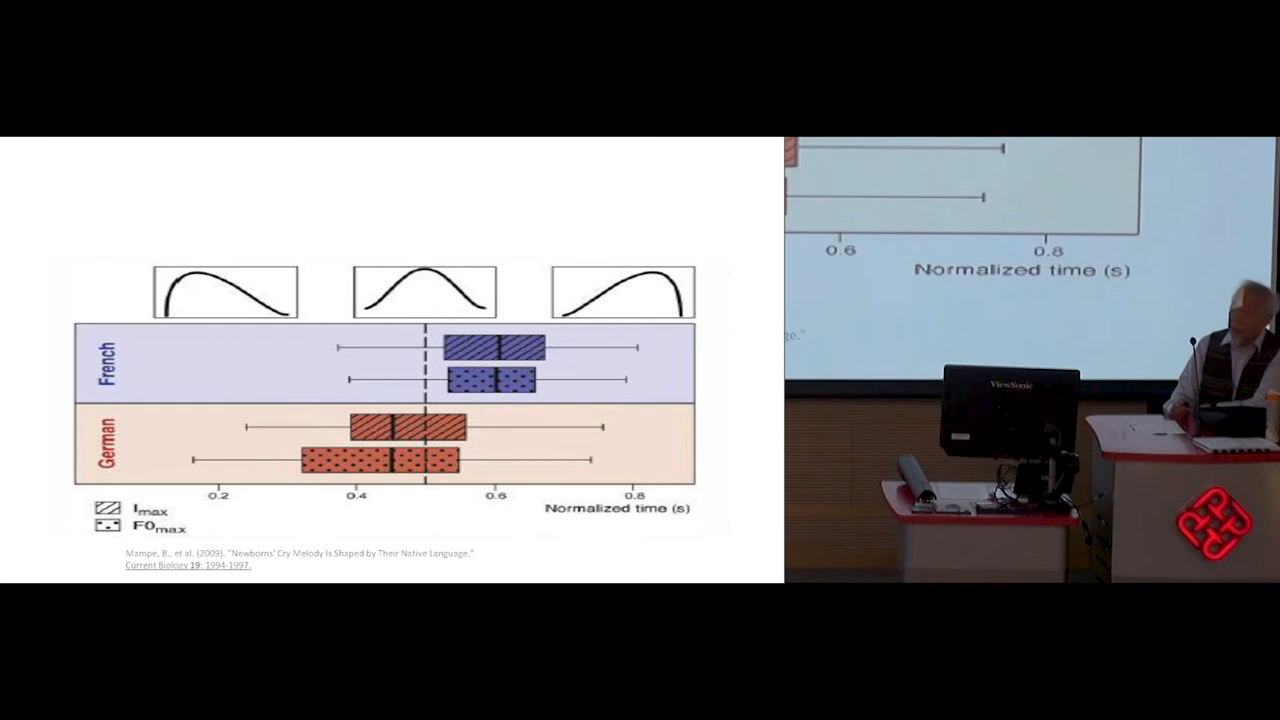 French
German
0.2
0.4
0.6
0.8
Normalized time (s)
Imax
F0max
Mampe, B., et al. (2009). "Newborns' Cry Melody Is Shaped by Their Native Language."
Current Biology 19: 1994-1997.
0.6
0.8
Normalized time (s)
ViewSonic